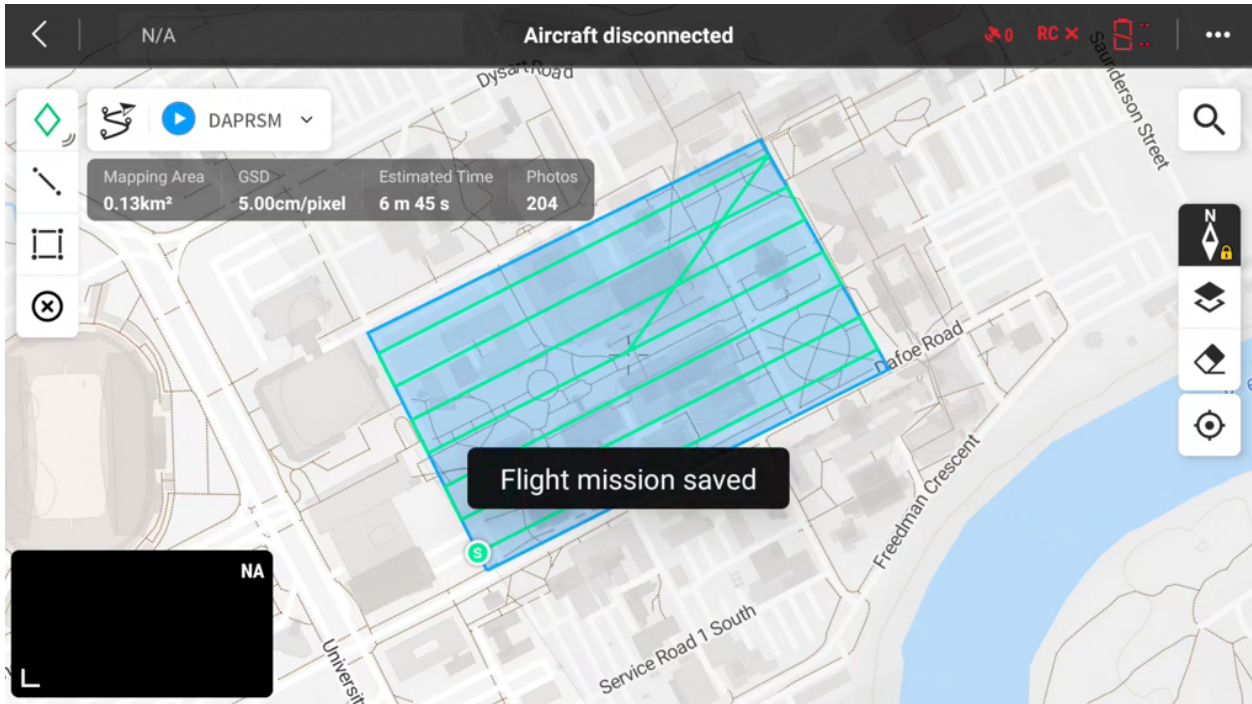 N/A
Aircraft disconnected
0
RC
DAPRSM
Mapping Area
0.13km²
GSD
5.00cm/pixel
Estimated Time
6 m 45 s
Photos
204
Dysart Road
Saunderson Street
N
Dafoe Road
Flight mission saved
S
Freedman Crescent
NA
Service Road 1 South
Universit